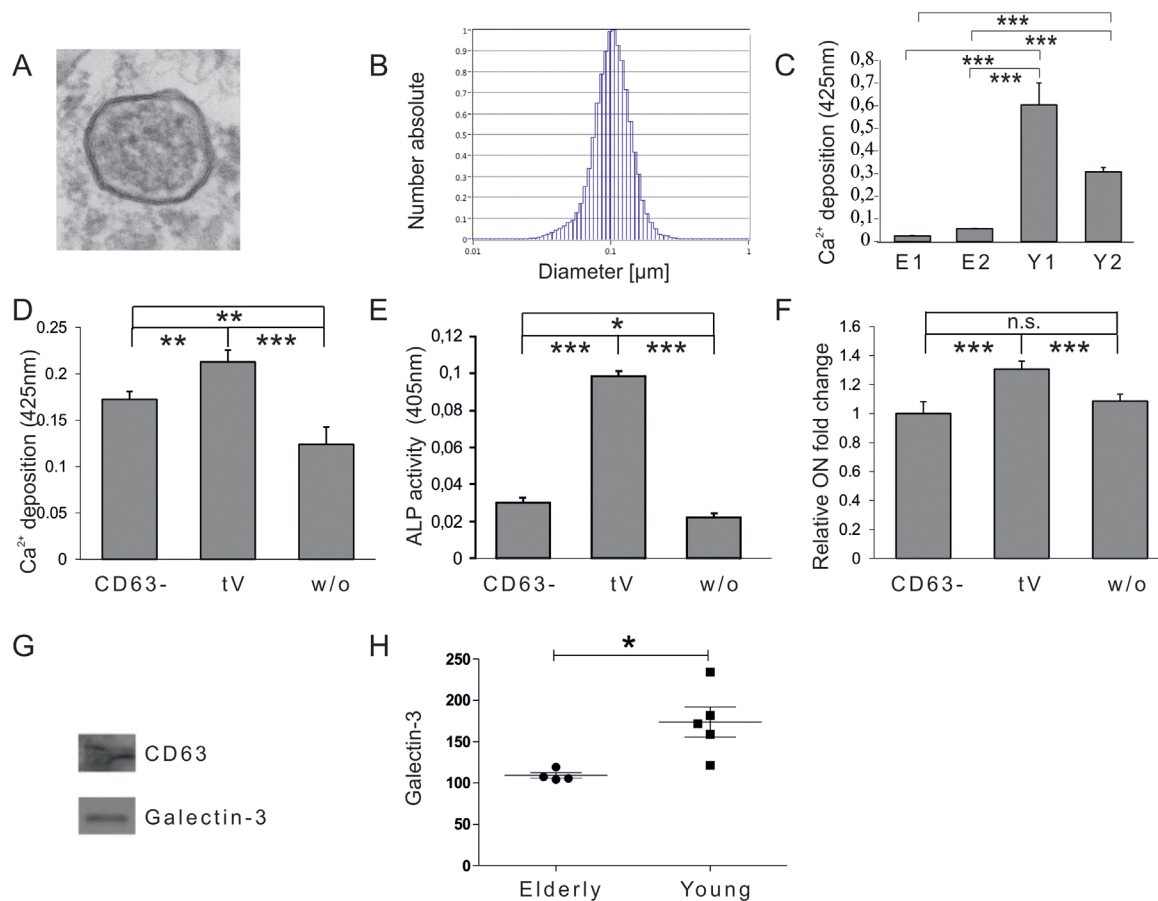 A
B
Number absolute
1
0.9
0.8
0.7
0.6
0.5
0.4
0.3
0.2
0.1
0
0.01
0.1
1
Diameter [µm]
C
Ca2+ deposition (425nm)
0,8
0,7
0,6
0,5
0,4
0,3
0,2
0,1
0
***
***
***
***
E1 E2 Y1 Y2
D
Ca2+ deposition (425nm)
0.25
0.2
0.15
0.1
0.05
0
**
** ***
CD63- tV w/o
E
ALP activity (405nm)
0,12
0,1
0,08
0,06
0,04
0,02
0
*
*** ***
CD63- tV w/o
F
Relative ON fold change
1.6
1.4
1.2
1
0.8
0.6
0.4
0.2
0
n.s.
*** ***
CD63- tV w/o
G
CD63
Galectin-3
H
Galectin-3
250
200
150
100
50
0
*
Elderly Young